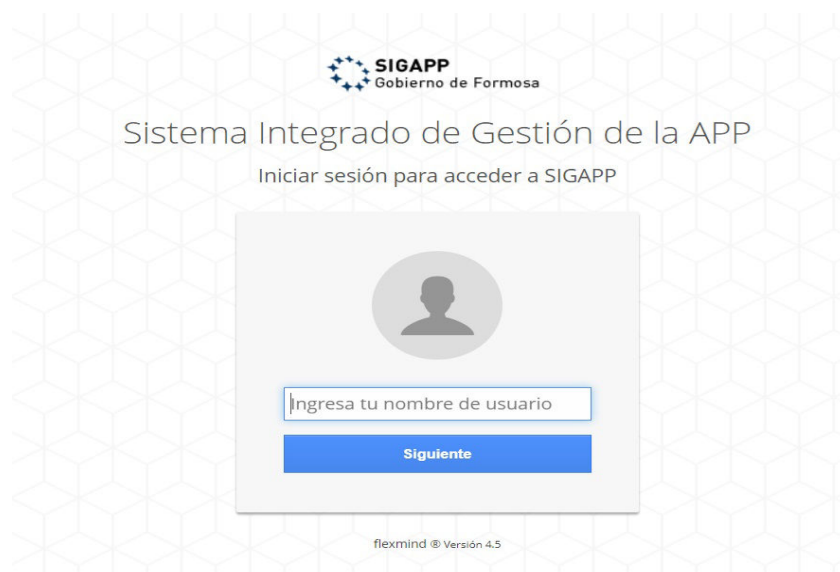 SIGAPP
Gobierno de Formosa
Sistema Integrado de Gestión de la APP
Iniciar sesión para acceder a SIGAPP
Ingresa tu nombre de usuario
Siguiente
flexmind ® Versión 4.5